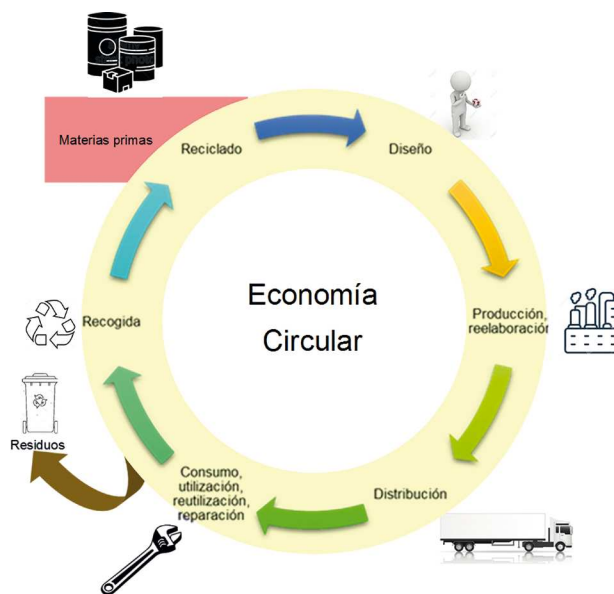 Materias primas
Reciclado
Diseño
Producción,
reelaboración
Distribución
Consumo,
utilización,
reutilización,
reparación
Residuos
Recogida
Economía
Circular